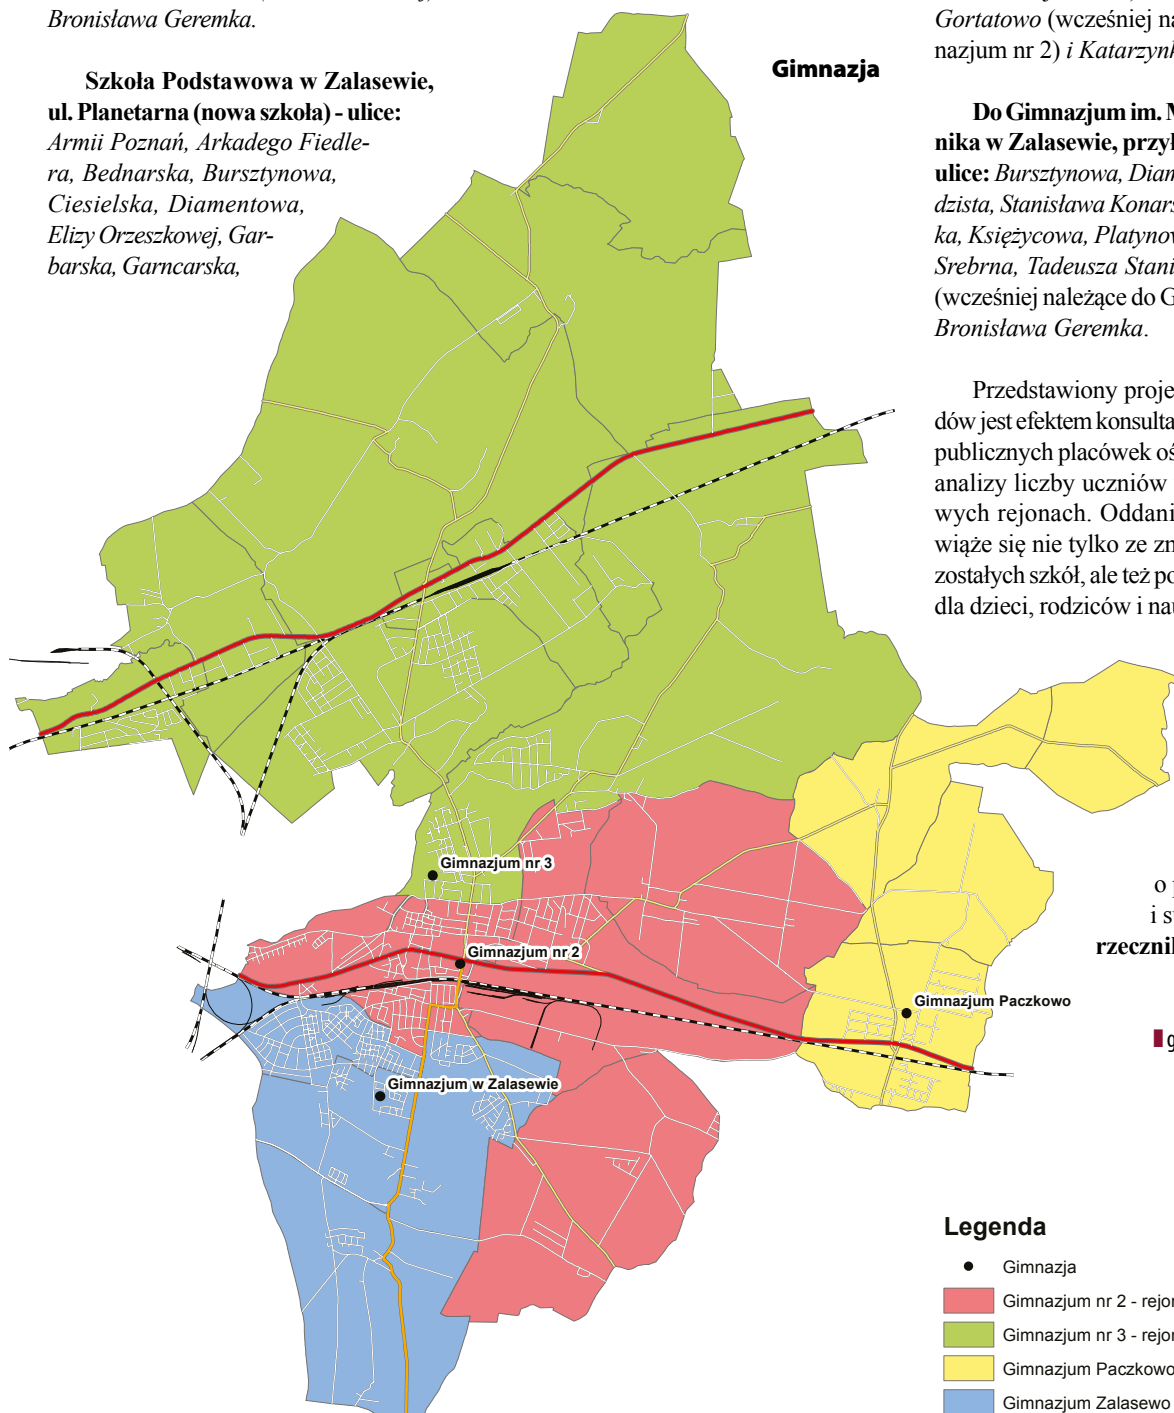 Bronisława Geremka.
Szkoła Podstawowa w Zalasewie,
ul. Planetarna (nowa szkoła) - ulice:
Armii Poznań, Arkadego Fiedle-
ra, Bednarska, Bursztynowa,
Ciesielska, Diamentowa,
Elizy Orzeszkowej, Gar-
barska, Garncarska,
Gimnazja
Gortatowo (wcześniej na
nazjum nr 2) i Katarzynk
Do Gimnazjum im. M
nika w Zalasewie, przył
ulice: Bursztynowa, Diam
dzista, Stanisława Konars
ka, Księżycowa, Platynow
Srebrna, Tadeusza Stani
(wcześniej należące do G
Bronisława Geremka.
Przedstawiony proje
dów jest efektem konsulta
publicznych placówek oś
analizy liczby uczniów
wych rejonach. Oddani
wiąże się nie tylko ze zn
zostałych szkół, ale też po
dla dzieci, rodziców i nau
Gimnazjum nr 3
o p
i s
rzecznik
Gimnazjum nr 2
Gimnazjum Paczkowo
g
Gimnazjum w Zalasewie
Legenda
Gimnazja
Gimnazjum nr 2 - rejon
Gimnazjum nr 3 - rejon
Gimnazjum Paczkowo
Gimnazjum Zalasewo